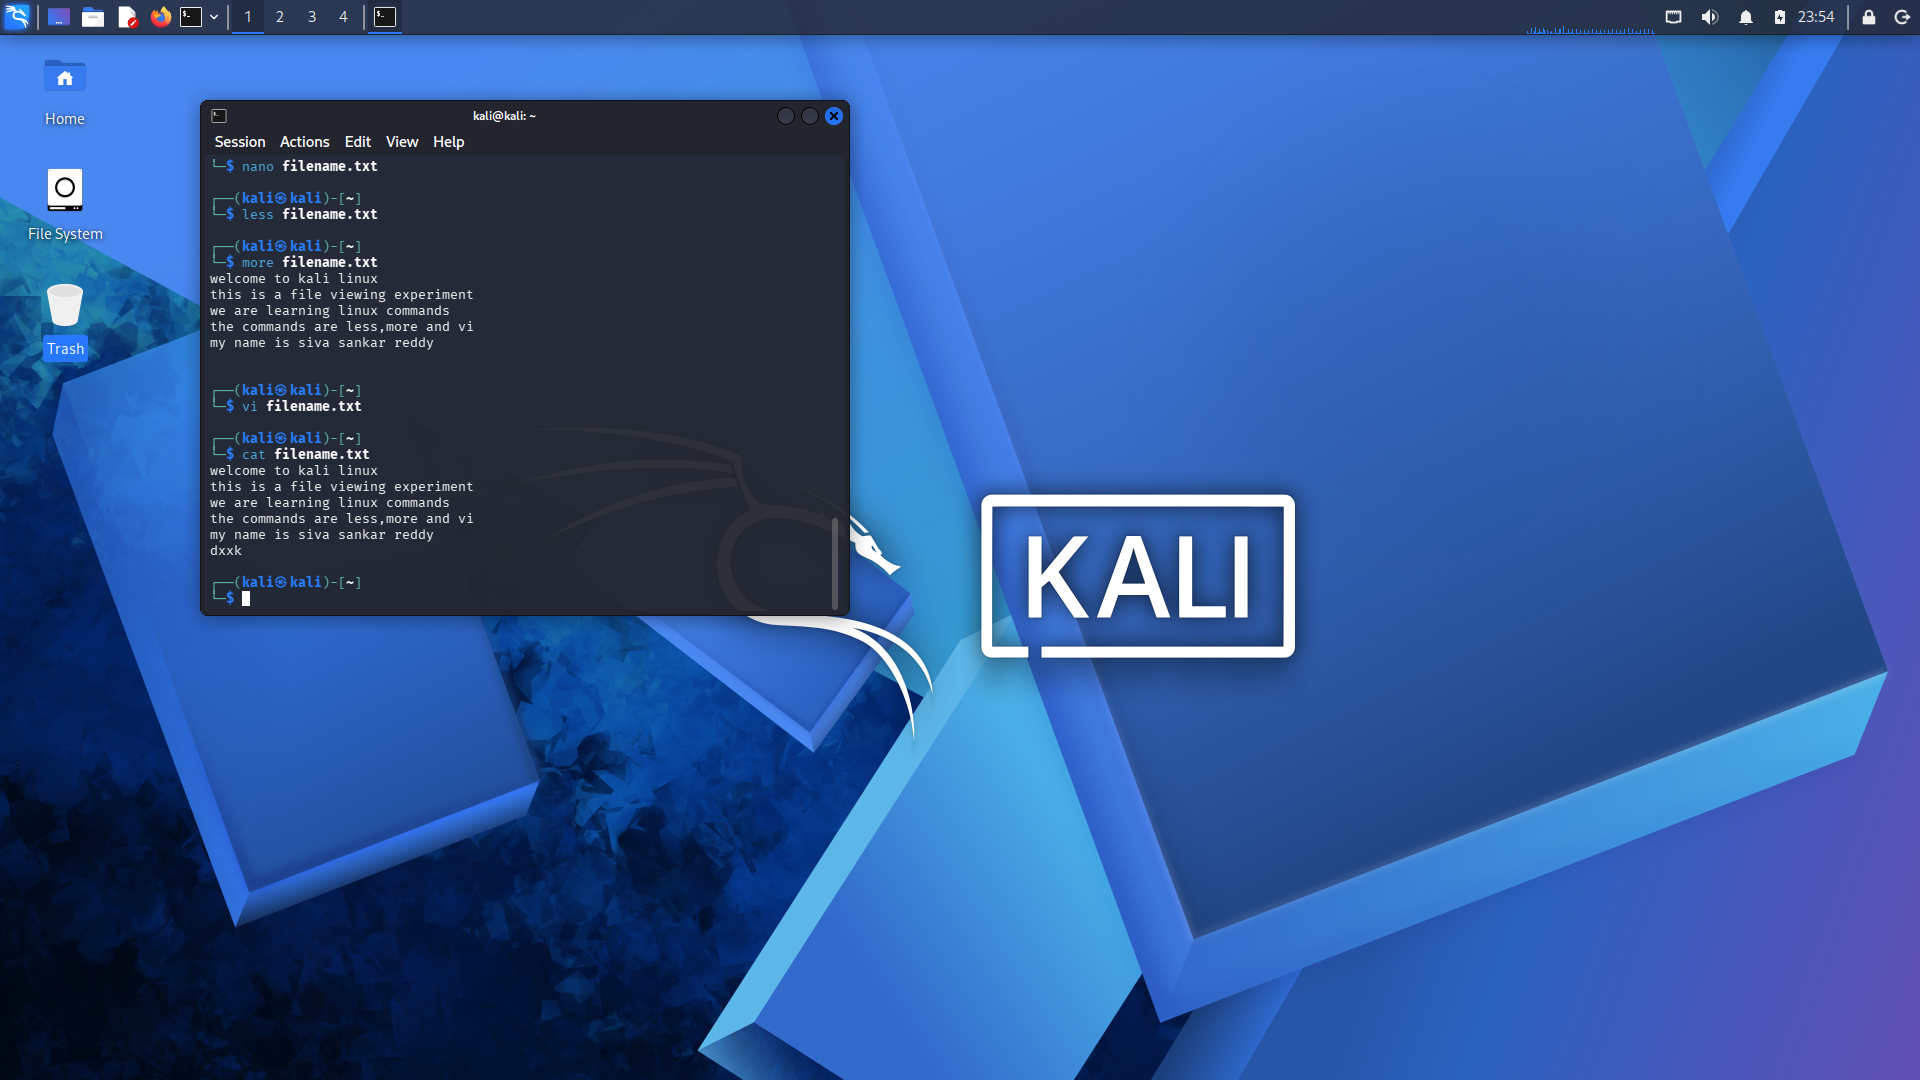 1 2 3 4
23:54
Home
File System
Trash
kali@kali: ~
Session Actions Edit View Help
└─$ nano filename.txt
┌──(kali㉿kali)-[~]
└─$ less filename.txt
┌──(kali㉿kali)-[~]
└─$ more filename.txt
welcome to kali linux
this is a file viewing experiment
we are learning linux commands
the commands are less,more and vi
my name is siva sankar reddy
┌──(kali㉿kali)-[~]
└─$ vi filename.txt
┌──(kali㉿kali)-[~]
└─$ cat filename.txt
welcome to kali linux
this is a file viewing experiment
we are learning linux commands
the commands are less,more and vi
my name is siva sankar reddy
dxxk
┌──(kali㉿kali)-[~]
└─$
KALI